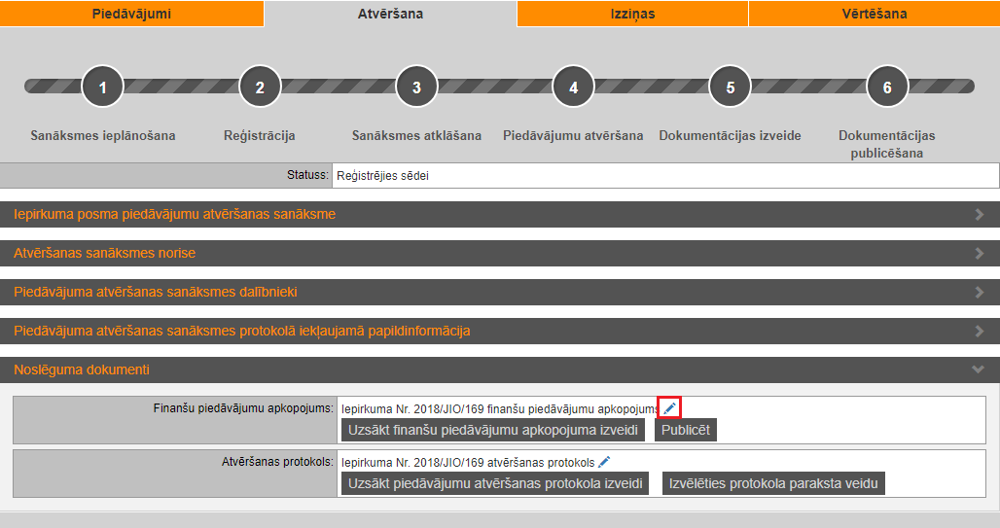 Piedāvājumi
Atvēršana
Izziņas
Vērtēšana
1
2
3
4
5
6
Sanāksmes ieplānošana
Reģistrācija
Sanāksmes atklāšana
Piedāvājumu atvēršana
Dokumentācijas izveide
Dokumentācijas
publicēšana
Statuss:
Reģistrējies sēdei
Iepirkuma posma piedāvājumu atvēršanas sanāksme
Atvēršanas sanāksmes norise
Piedāvājuma atvēršanas sanāksmes dalībnieki
Piedāvājuma atvēršanas sanāksmes protokolā iekļaujamā papildinformācija
Noslēguma dokumenti
Finanšu piedāvājumu apkopojums:
Iepirkuma Nr. 2018/JIO/169 finanšu piedāvājumu apkopojums
Uzsākt finanšu piedāvājumu apkopojuma izveidi
Publicēt
Atvēršanas protokols:
Iepirkuma Nr. 2018/JIO/169 atvēršanas protokols
Uzsākt piedāvājumu atvēršanas protokola izveidi
Izvēlēties protokola paraksta veidu